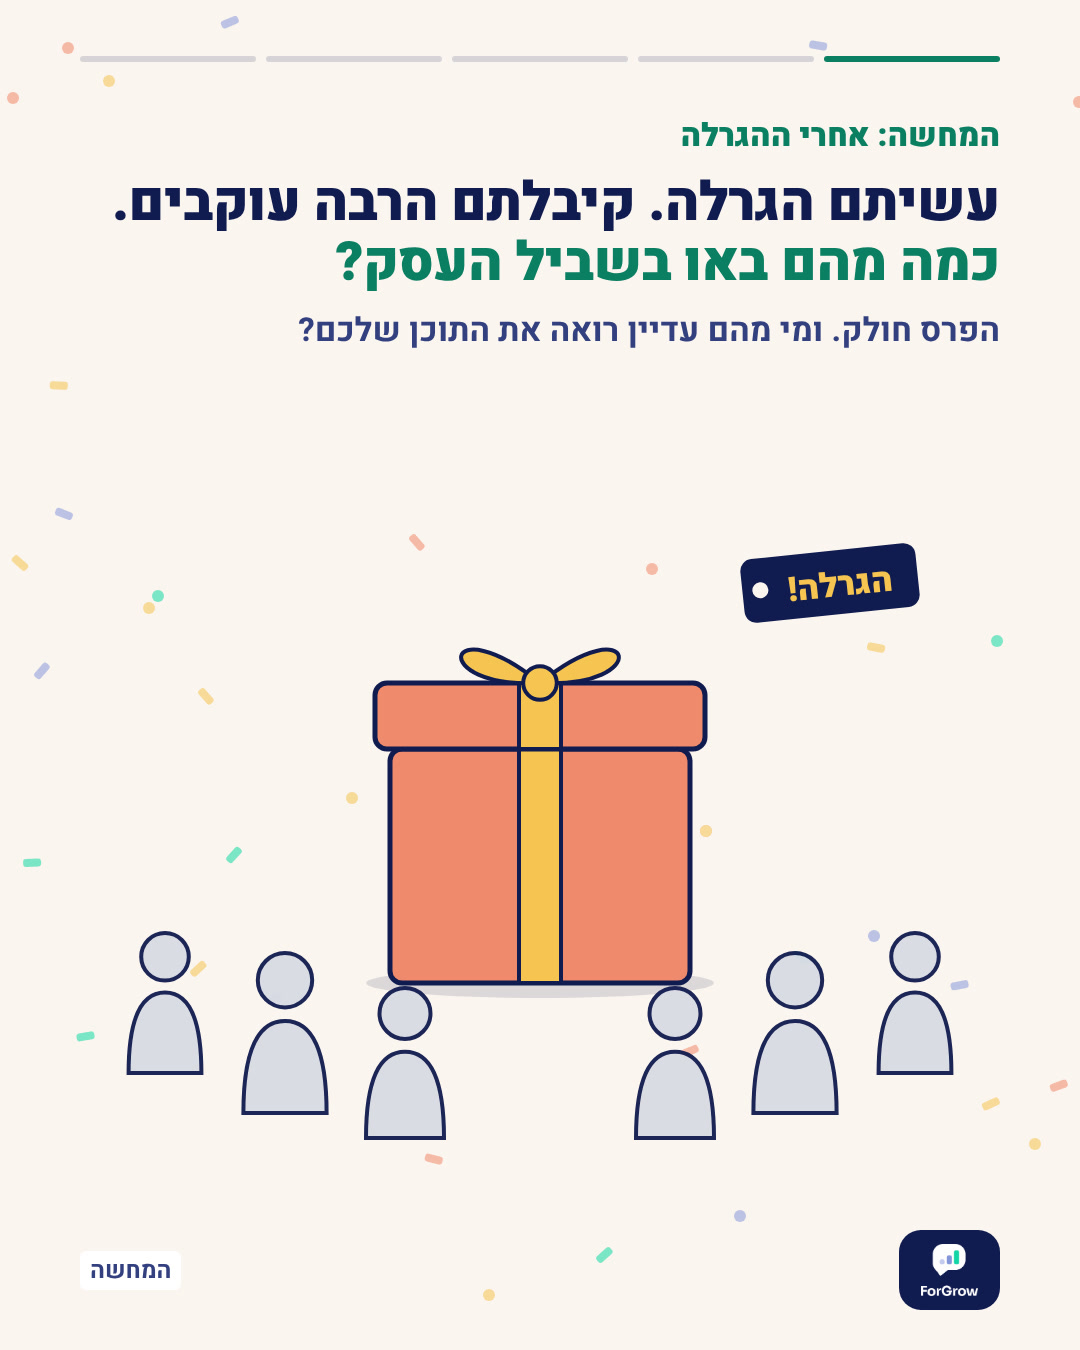 המחשה: אחרי ההגרלה
עשיתם הגרלה. קיבלתם הרבה עוקבים.
כמה מהם באו בשביל העסק?
הפרס חולק. ומי מהם עדיין רואה את התוכן שלכם?
הגרלה!
המחשה
ForGrow